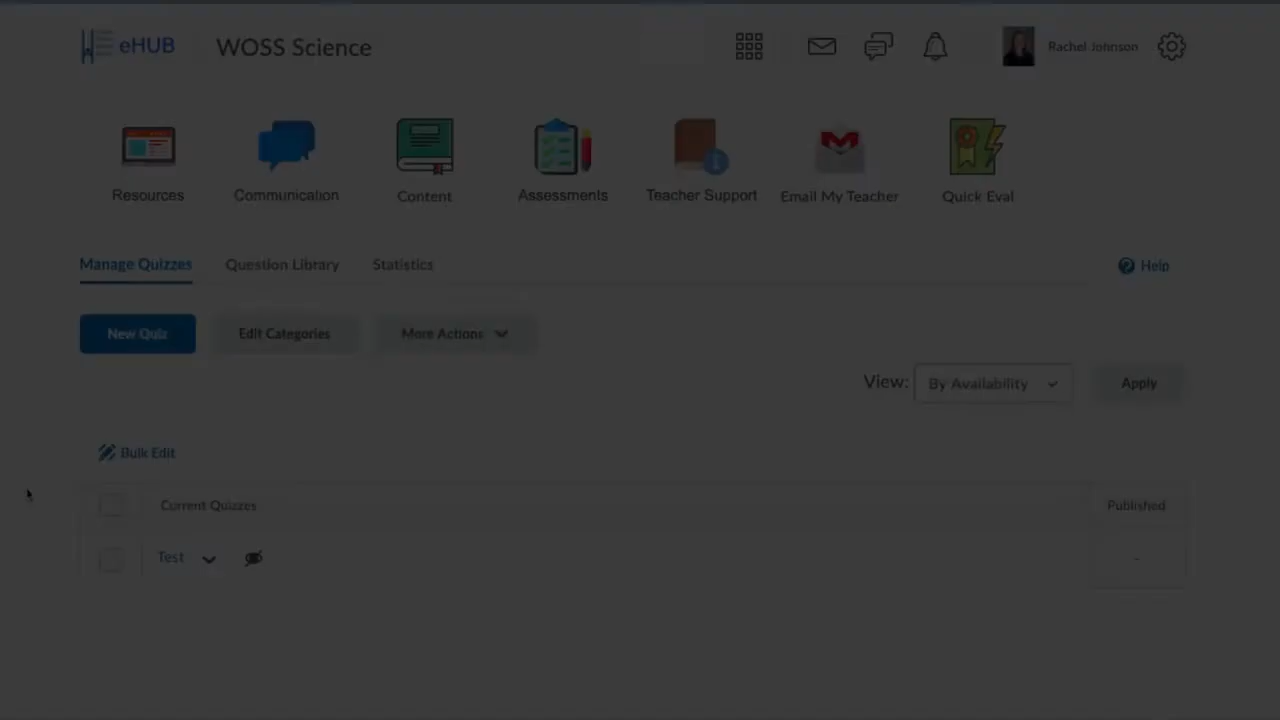 eHUB WOSS Science Rachel Johnson
Resources Communication Content Assessments Teacher Support Email My Teacher Quick Eval
Manage Quizzes Question Library Statistics Help
New Quiz Edit Categories More Actions
View: By Availability Apply
Bulk Edit
Current Quizzes Published
Test -